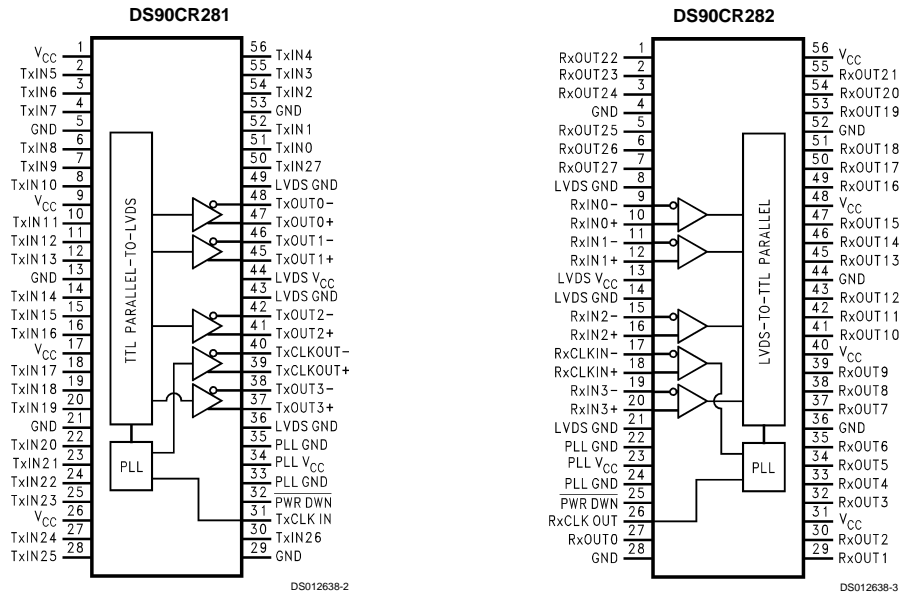 DS90CR281
1 VCC
2 TxIN5
3 TxIN6
4 TxIN7
5 GND
6 TxIN8
7 TxIN9
8 TxIN10
9 VCC
10 TxIN11
11 TxIN12
12 TxIN13
13 GND
14 TxIN14
15 TxIN15
16 TxIN16
17 VCC
18 TxIN17
19 TxIN18
20 TxIN19
21 GND
22 TxIN20
23 TxIN21
24 TxIN22
25 TxIN23
26 VCC
27 TxIN24
28 TxIN25
TTL PARALLEL-TO-LVDS
PLL
56 TxIN4
55 TxIN3
54 TxIN2
53 GND
52 TxIN1
51 TxIN0
50 TxIN27
49 LVDS GND
48 TxOUT0-
47 TxOUT0+
46 TxOUT1-
45 TxOUT1+
44 LVDS VCC
43 LVDS GND
42 TxOUT2-
41 TxOUT2+
40 TxCLKOUT-
39 TxCLKOUT+
38 TxOUT3-
37 TxOUT3+
36 LVDS GND
35 PLL GND
34 PLL VCC
33 PLL GND
32 PWR DWN
31 TxCLK IN
30 TxIN26
29 GND
DS012638-2
DS90CR282
1 RxOUT22
2 RxOUT23
3 RxOUT24
4 GND
5 RxOUT25
6 RxOUT26
7 RxOUT27
8 LVDS GND
9 RxIN0-
10 RxIN0+
11 RxIN1-
12 RxIN1+
13 LVDS VCC
14 LVDS GND
15 RxIN2-
16 RxIN2+
17 RxCLKIN-
18 RxCLKIN+
19 RxIN3-
20 RxIN3+
21 LVDS GND
22 PLL GND
23 PLL VCC
24 PLL GND
25 PWR DWN
26 RxCLK OUT
27 RxOUT0
28 GND
LVDS-TO-TTL PARALLEL
PLL
56 VCC
55 RxOUT21
54 RxOUT20
53 RxOUT19
52 GND
51 RxOUT18
50 RxOUT17
49 RxOUT16
48 VCC
47 RxOUT15
46 RxOUT14
45 RxOUT13
44 GND
43 RxOUT12
42 RxOUT11
41 RxOUT10
40 VCC
39 RxOUT9
38 RxOUT8
37 RxOUT7
36 GND
35 RxOUT6
34 RxOUT5
33 RxOUT4
32 RxOUT3
31 VCC
30 RxOUT2
29 RxOUT1
DS012638-3